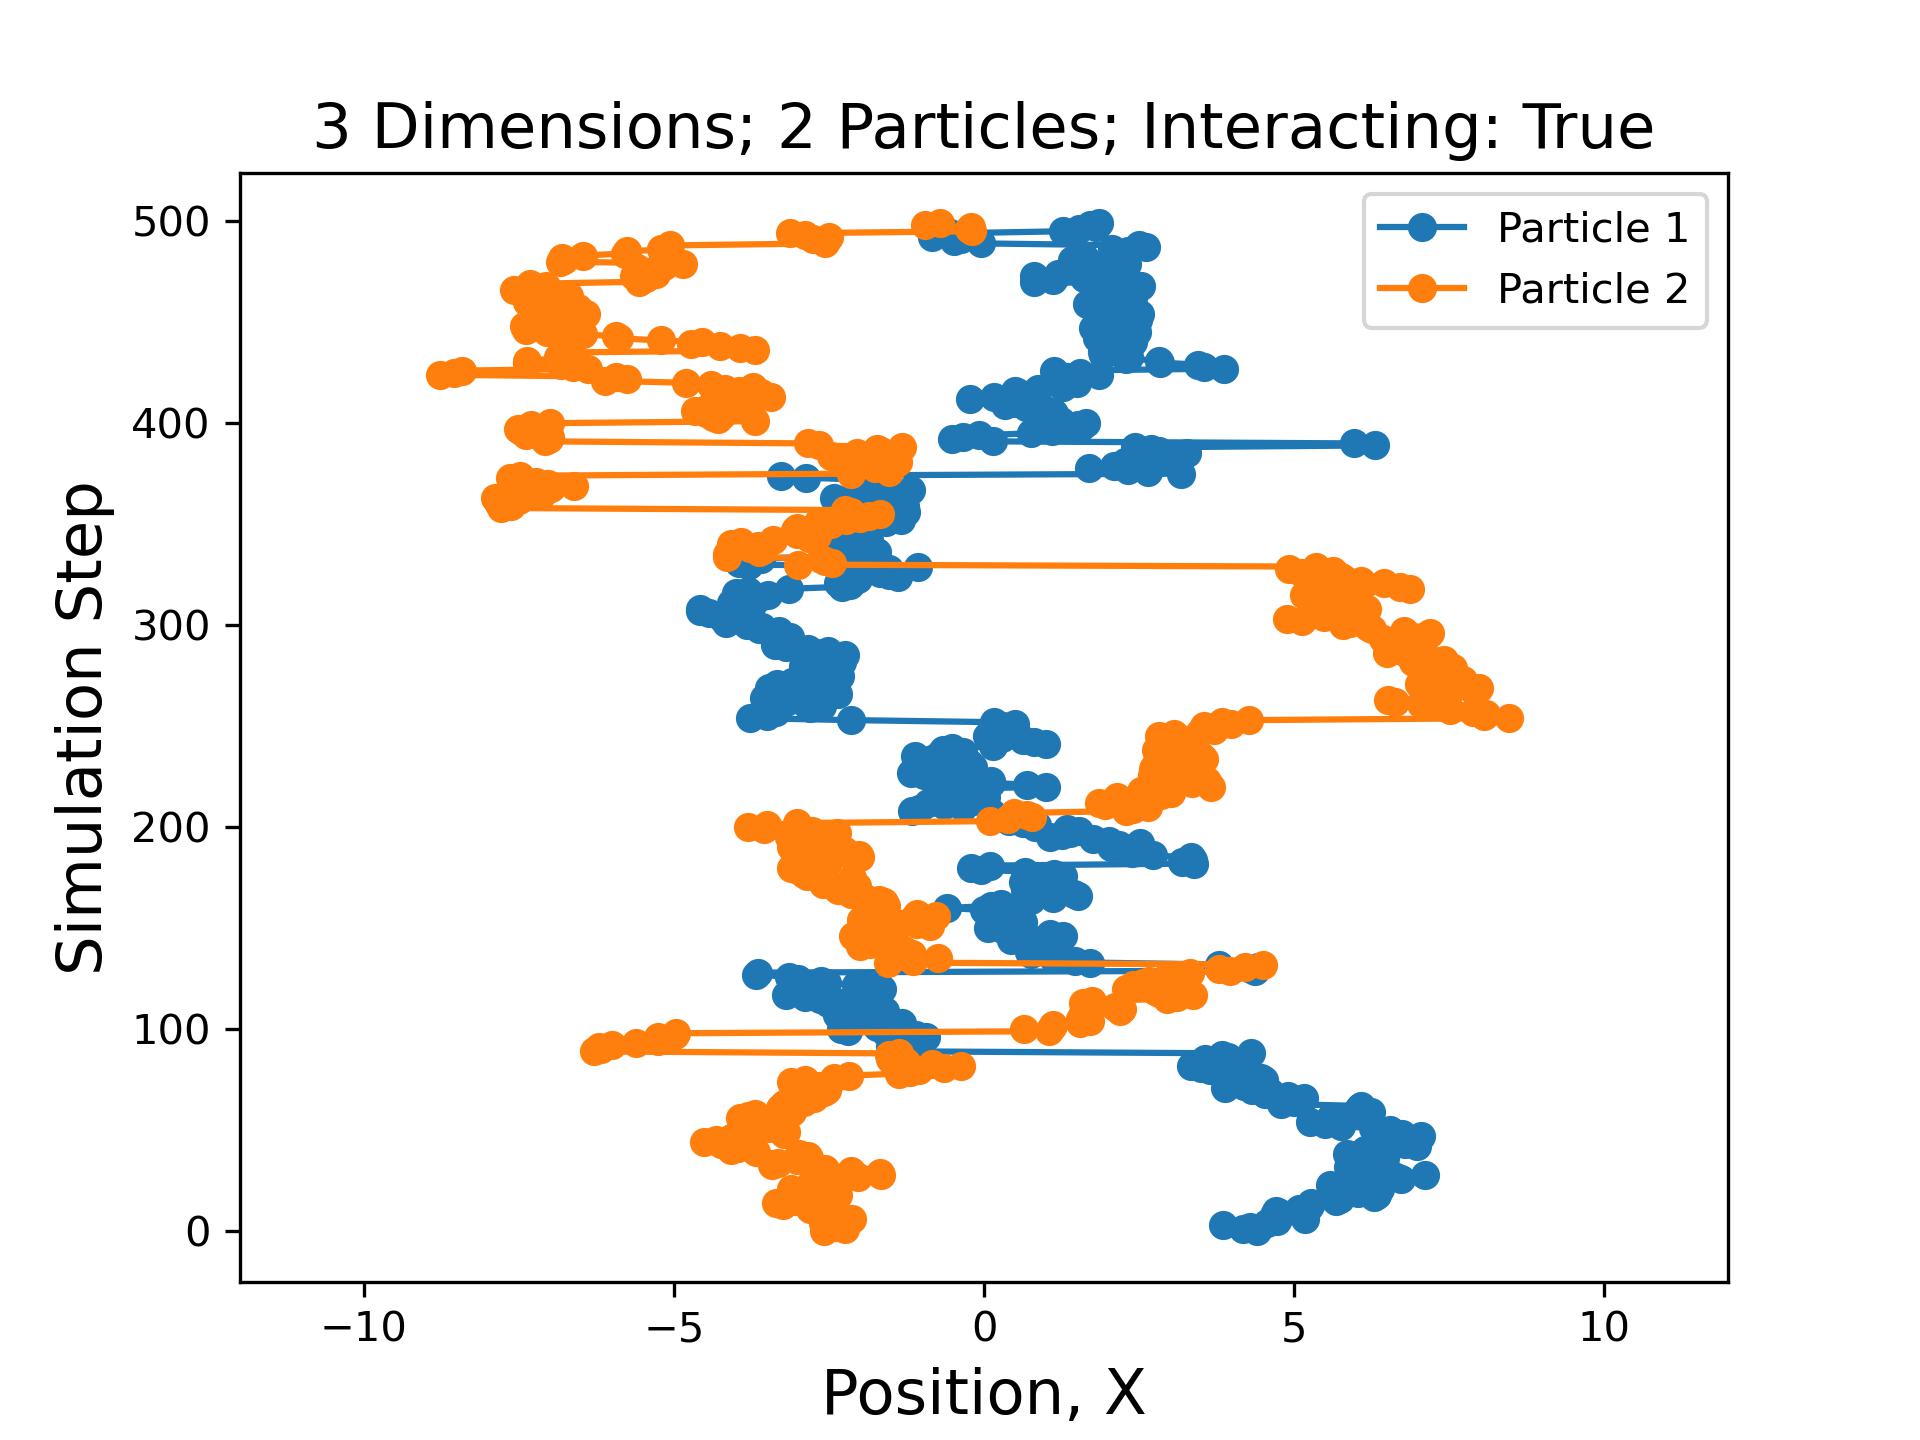 3 Dimensions; 2 Particles; Interacting: True
Particle 1
Particle 2
Simulation Step
500
400
300
200
100
0
−10
−5
0
5
10
Position, X